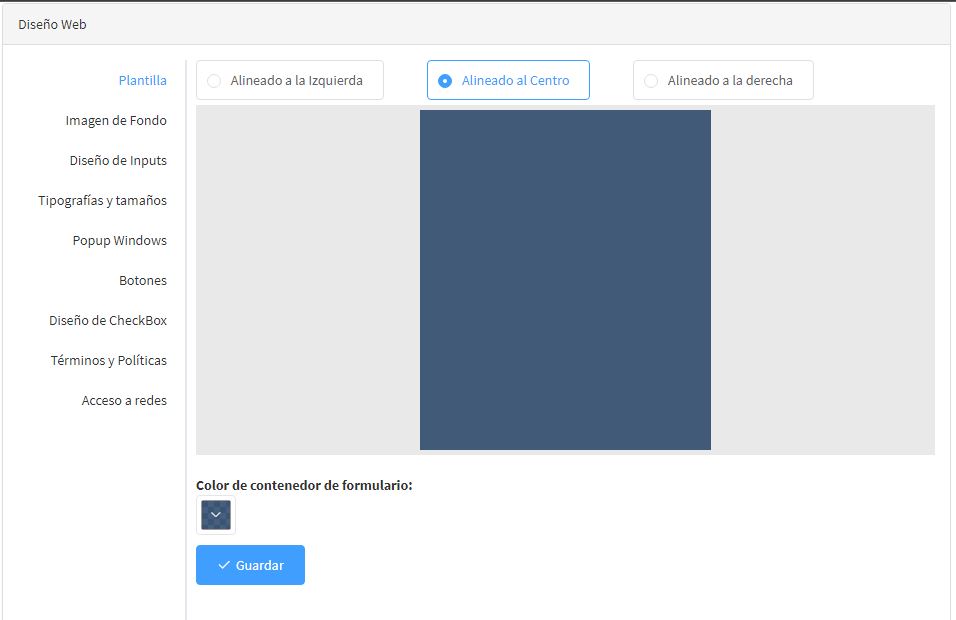 Diseño Web
Plantilla
Imagen de Fondo
Diseño de Inputs
Tipografías y tamaños
Popup Windows
Botones
Diseño de CheckBox
Términos y Políticas
Acceso a redes
Alineado a la Izquierda
Alineado al Centro
Alineado a la derecha
Color de contenedor de formulario:
Guardar